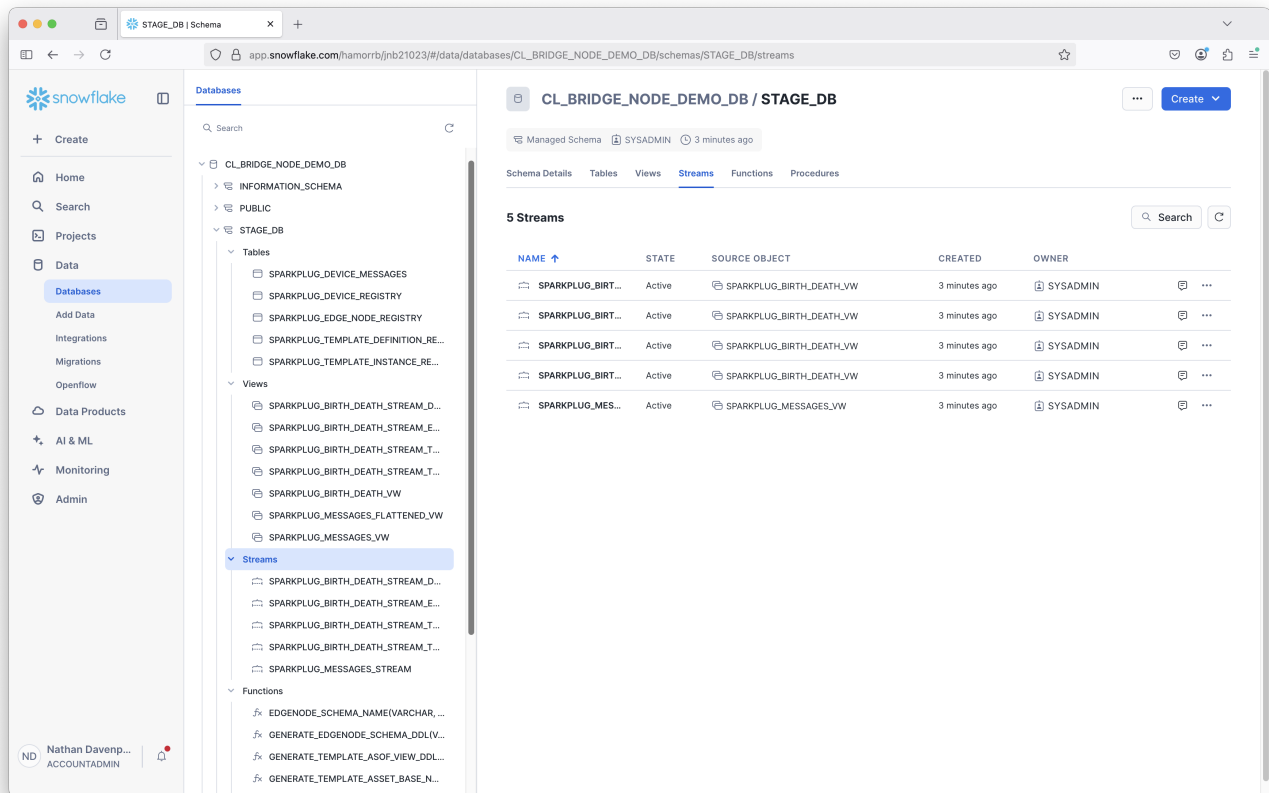 STAGE_DB | Schema
app.snowflake.com/hamorrb/jnb21023/#/data/databases/CL_BRIDGE_NODE_DEMO_DB/schemas/STAGE_DB/streams
snowflake
Create
Home
Search
Projects
Data
Databases
Add Data
Integrations
Migrations
Openflow
Data Products
AI & ML
Monitoring
Admin
ND
Nathan Davenp...
ACCOUNTADMIN
Databases
Search
CL_BRIDGE_NODE_DEMO_DB
INFORMATION_SCHEMA
PUBLIC
STAGE_DB
Tables
SPARKPLUG_DEVICE_MESSAGES
SPARKPLUG_DEVICE_REGISTRY
SPARKPLUG_EDGE_NODE_REGISTRY
SPARKPLUG_TEMPLATE_DEFINITION_RE...
SPARKPLUG_TEMPLATE_INSTANCE_RE...
Views
SPARKPLUG_BIRTH_DEATH_STREAM_D...
SPARKPLUG_BIRTH_DEATH_STREAM_E...
SPARKPLUG_BIRTH_DEATH_STREAM_T...
SPARKPLUG_BIRTH_DEATH_STREAM_T...
SPARKPLUG_BIRTH_DEATH_VW
SPARKPLUG_MESSAGES_FLATTENED_VW
SPARKPLUG_MESSAGES_VW
Streams
SPARKPLUG_BIRTH_DEATH_STREAM_D...
SPARKPLUG_BIRTH_DEATH_STREAM_E...
SPARKPLUG_BIRTH_DEATH_STREAM_T...
SPARKPLUG_BIRTH_DEATH_STREAM_T...
SPARKPLUG_MESSAGES_STREAM
Functions
EDGENODE_SCHEMA_NAME(VARCHAR, ...
GENERATE_EDGENODE_SCHEMA_DDL(V...
GENERATE_TEMPLATE_ASOF_VIEW_DDL...
GENERATE_TEMPLATE_ASSET_BASE_N...
CL_BRIDGE_NODE_DEMO_DB / STAGE_DB
... Create
Managed Schema SYSADMIN 3 minutes ago
Schema Details Tables Views Streams Functions Procedures
5 Streams
Search
NAME STATE SOURCE OBJECT CREATED OWNER
SPARKPLUG_BIRT... Active SPARKPLUG_BIRTH_DEATH_VW 3 minutes ago SYSADMIN ...
SPARKPLUG_BIRT... Active SPARKPLUG_BIRTH_DEATH_VW 3 minutes ago SYSADMIN ...
SPARKPLUG_BIRT... Active SPARKPLUG_BIRTH_DEATH_VW 3 minutes ago SYSADMIN ...
SPARKPLUG_BIRT... Active SPARKPLUG_BIRTH_DEATH_VW 3 minutes ago SYSADMIN ...
SPARKPLUG_MES... Active SPARKPLUG_MESSAGES_VW 3 minutes ago SYSADMIN ...